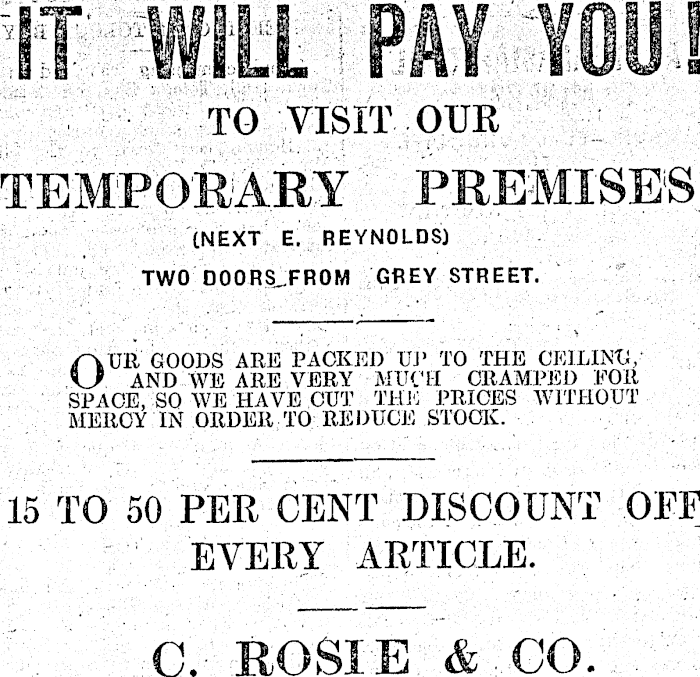 IT WILL PAY YOU!
TO VISIT OUR
TEMPORARY PREMISES
(NEXT E. REYNOLDS)
TWO DOORS FROM GREY STREET.
OUR GOODS ARE PACKED UP TO THE CEILING,
AND WE ARE VERY MUCH CRAMPED FOR
SPACE, SO WE HAVE CUT THE PRICES WITHOUT
MERCY IN ORDER TO REDUCE STOCK.
15 TO 50 PER CENT DISCOUNT OFF
EVERY ARTICLE.
C. ROSIE & CO.